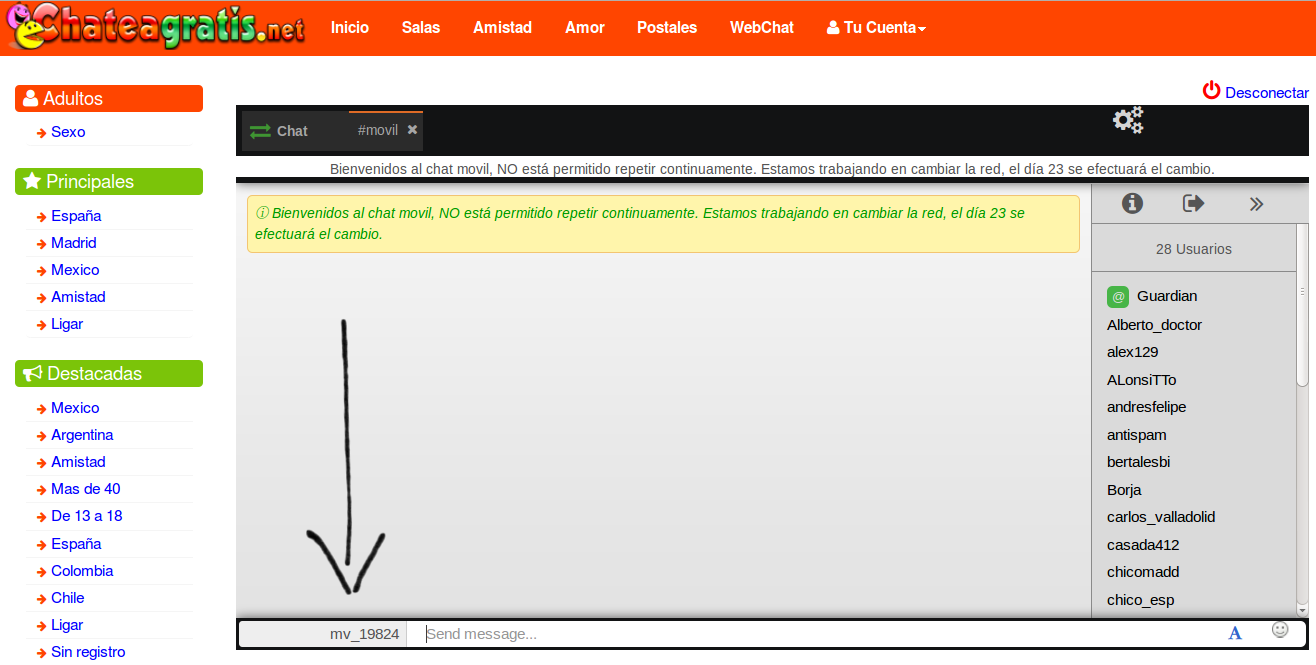 Chateagratis.net
Inicio Salas Amistad Amor Postales WebChat Tu Cuenta
Desconectar
Adultos
Sexo
Principales
España
Madrid
Mexico
Amistad
Ligar
Destacadas
Mexico
Argentina
Amistad
Mas de 40
De 13 a 18
España
Colombia
Chile
Ligar
Sin registro
Chat #movil
Bienvenidos al chat movil, NO está permitido repetir continuamente. Estamos trabajando en cambiar la red, el día 23 se efectuará el cambio.
Bienvenidos al chat movil, NO está permitido repetir continuamente. Estamos trabajando en cambiar la red, el día 23 se
efectuará el cambio.
28 Usuarios
@ Guardian
Alberto_doctor
alex129
ALonsiTTo
andresfelipe
antispam
bertalesbi
Borja
carlos_valladolid
casada412
chicomadd
chico_esp
mv_19824 Send message... A